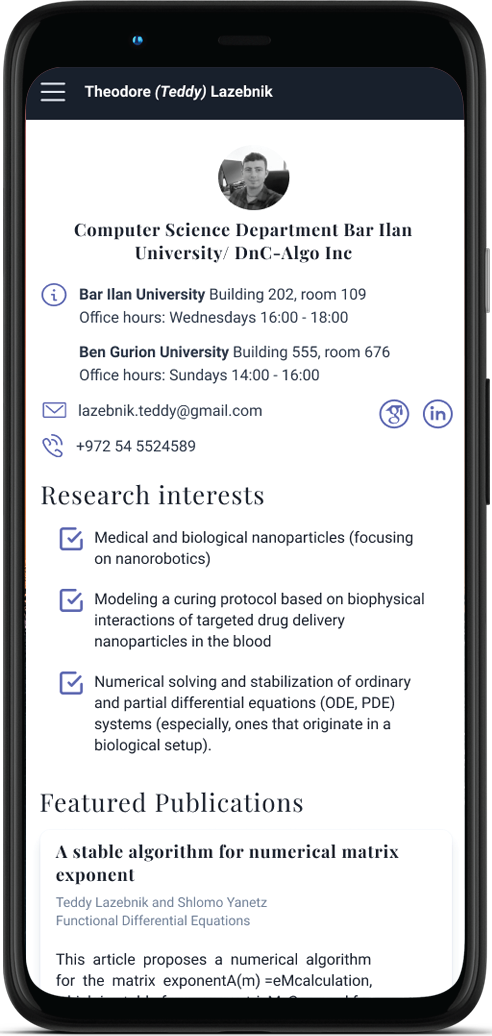 Theodore (Teddy) Lazebnik
Computer Science Department Bar Ilan
University/ DnC-Algo Inc
Bar Ilan University Building 202, room 109
Office hours: Wednesdays 16:00 - 18:00
Ben Gurion University Building 555, room 676
Office hours: Sundays 14:00 - 16:00
lazebnik.teddy@gmail.com
in
+972 54 5524589
Research interests
Medical and biological nanoparticles (focusing
on nanorobotics)
Modeling a curing protocol based on biophysical
interactions of targeted drug delivery
nanoparticles in the blood
Numerical solving and stabilization of ordinary
and partial differential equations (ODE, PDE)
systems (especially, ones that originate in a
biological setup).
Featured Publications
A stable algorithm for numerical matrix
exponent
Teddy Lazebnik and Shlomo Yanetz
Functional Differential Equations
This article proposes a numerical algorithm
for the matrix exponentA(m) =eMcalculation,